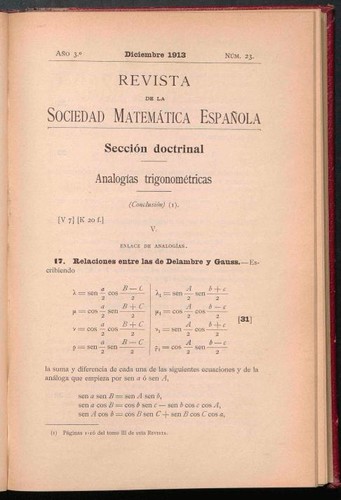 AÑO 3.º Diciembre 1913 NÚM. 23.
REVISTA
DE LA
SOCIEDAD MATEMÁTICA ESPAÑOLA
Sección doctrinal
Analogías trigonométricas
(Conclusión) (1).
[V 7] [K 20 f.]
V.
ENLACE DE ANALOGÍAS.
17. Relaciones entre las de Delambre y Gauss.—Es-
cribiendo
λ = sen a/2 cos (B − C)/2 λ₁ = sen A/2 sen (b + c)/2
μ = cos a/2 sen (B + C)/2 μ₁ = cos A/2 cos (b − c)/2
ν = cos a/2 cos (B + C)/2 ν₁ = sen A/2 cos (b + c)/2 [31]
ρ = sen a/2 sen (B − C)/2 ρ₁ = cos A/2 sen (b − c)/2
la suma y diferencia de cada una de las siguientes ecuaciones y de la
análoga que empieza por sen a ó sen A,
sen a sen B = sen A sen b,
sen a cos B = cos b sen c − sen b cos c cos A,
sen A cos b = cos B sen C + sen B cos C cos a,
(1) Páginas 1-16 del tomo III de esta REVISTA.